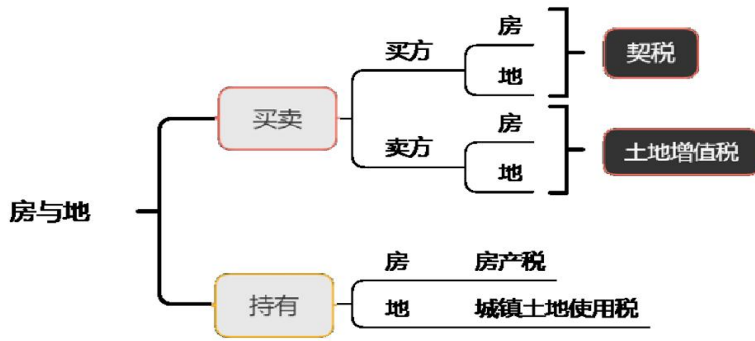 房与地
买卖
买方
房
地
契税
卖方
房
地
土地增值税
持有
房 房产税
地 城镇土地使用税